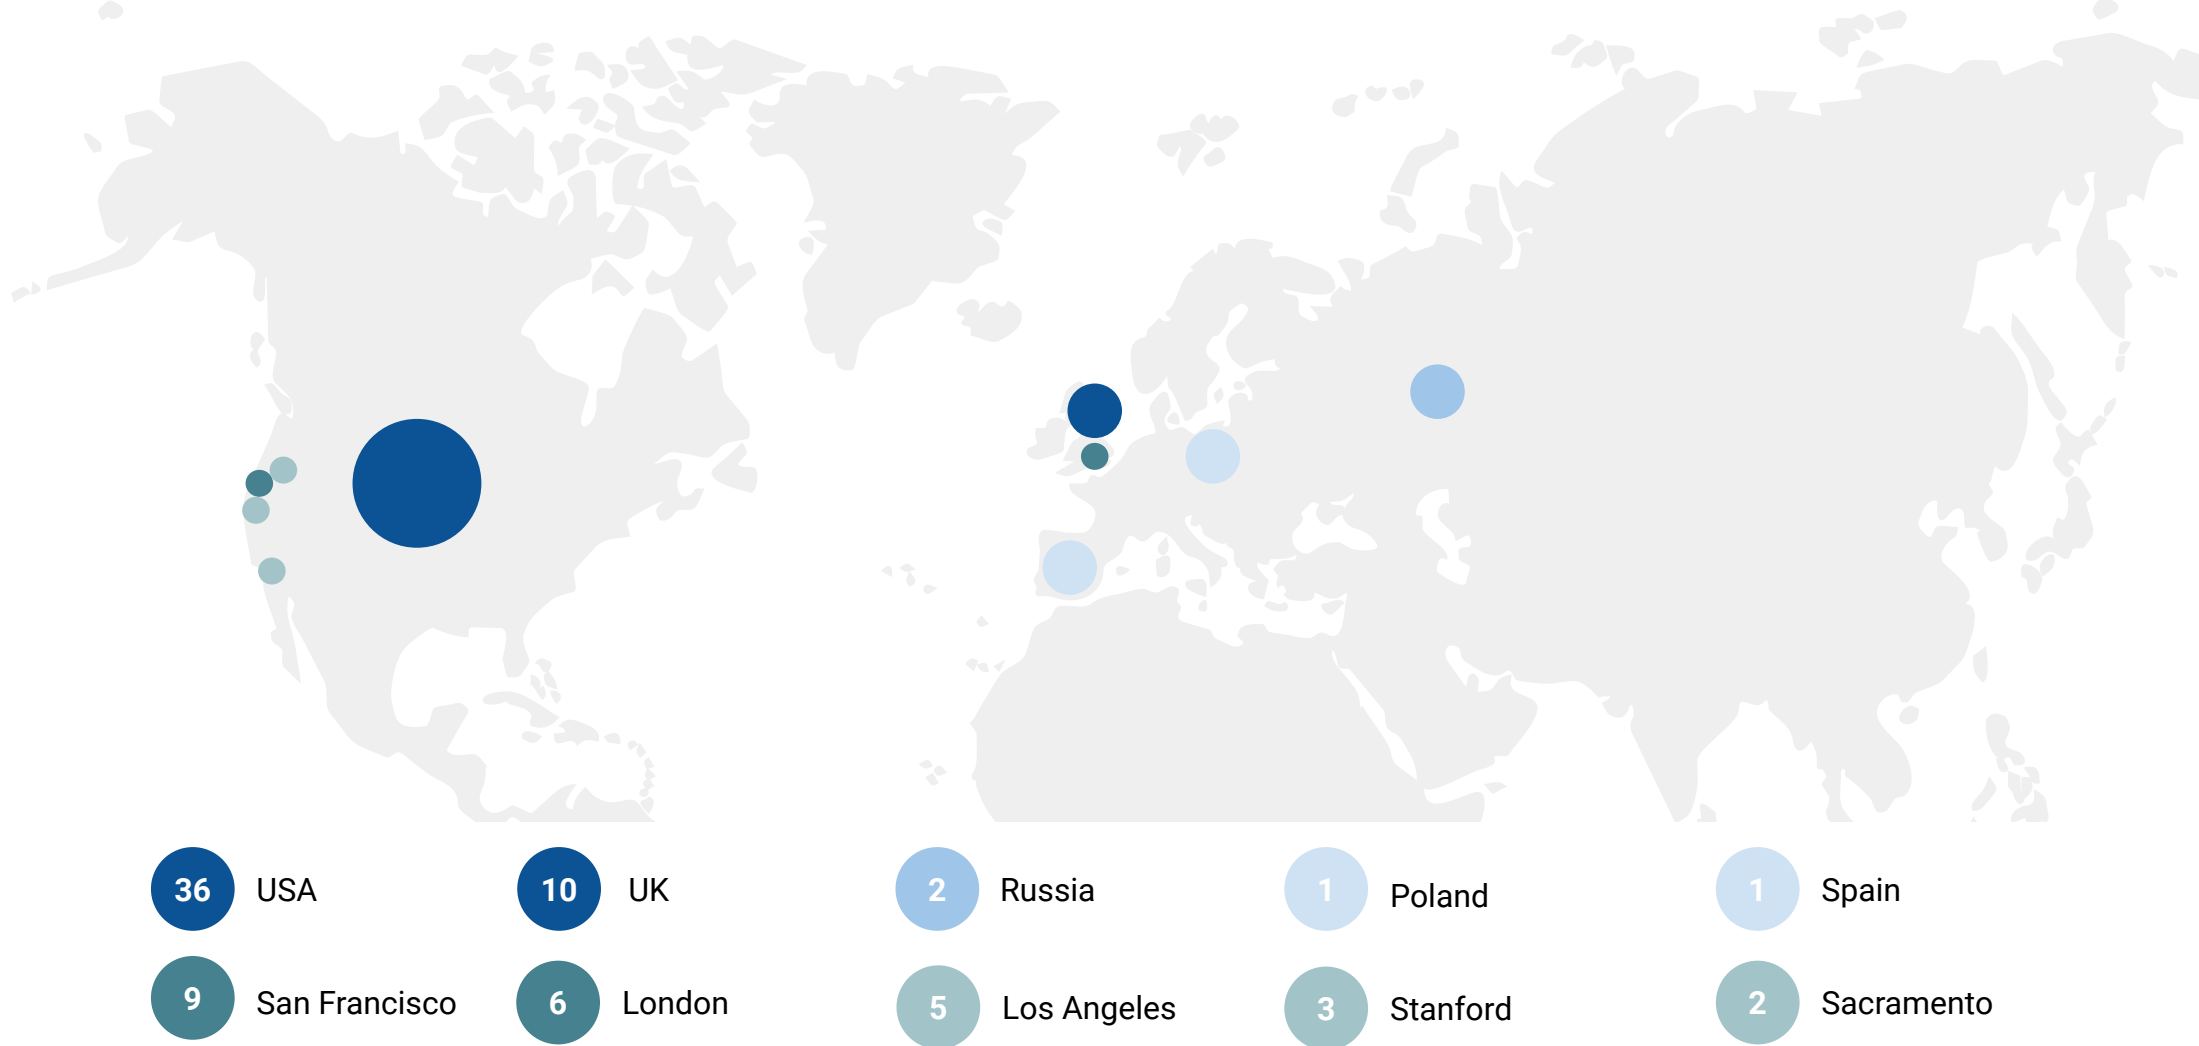 36 USA
10 UK
2 Russia
1 Poland
1 Spain
9 San Francisco
6 London
5 Los Angeles
3 Stanford
2 Sacramento